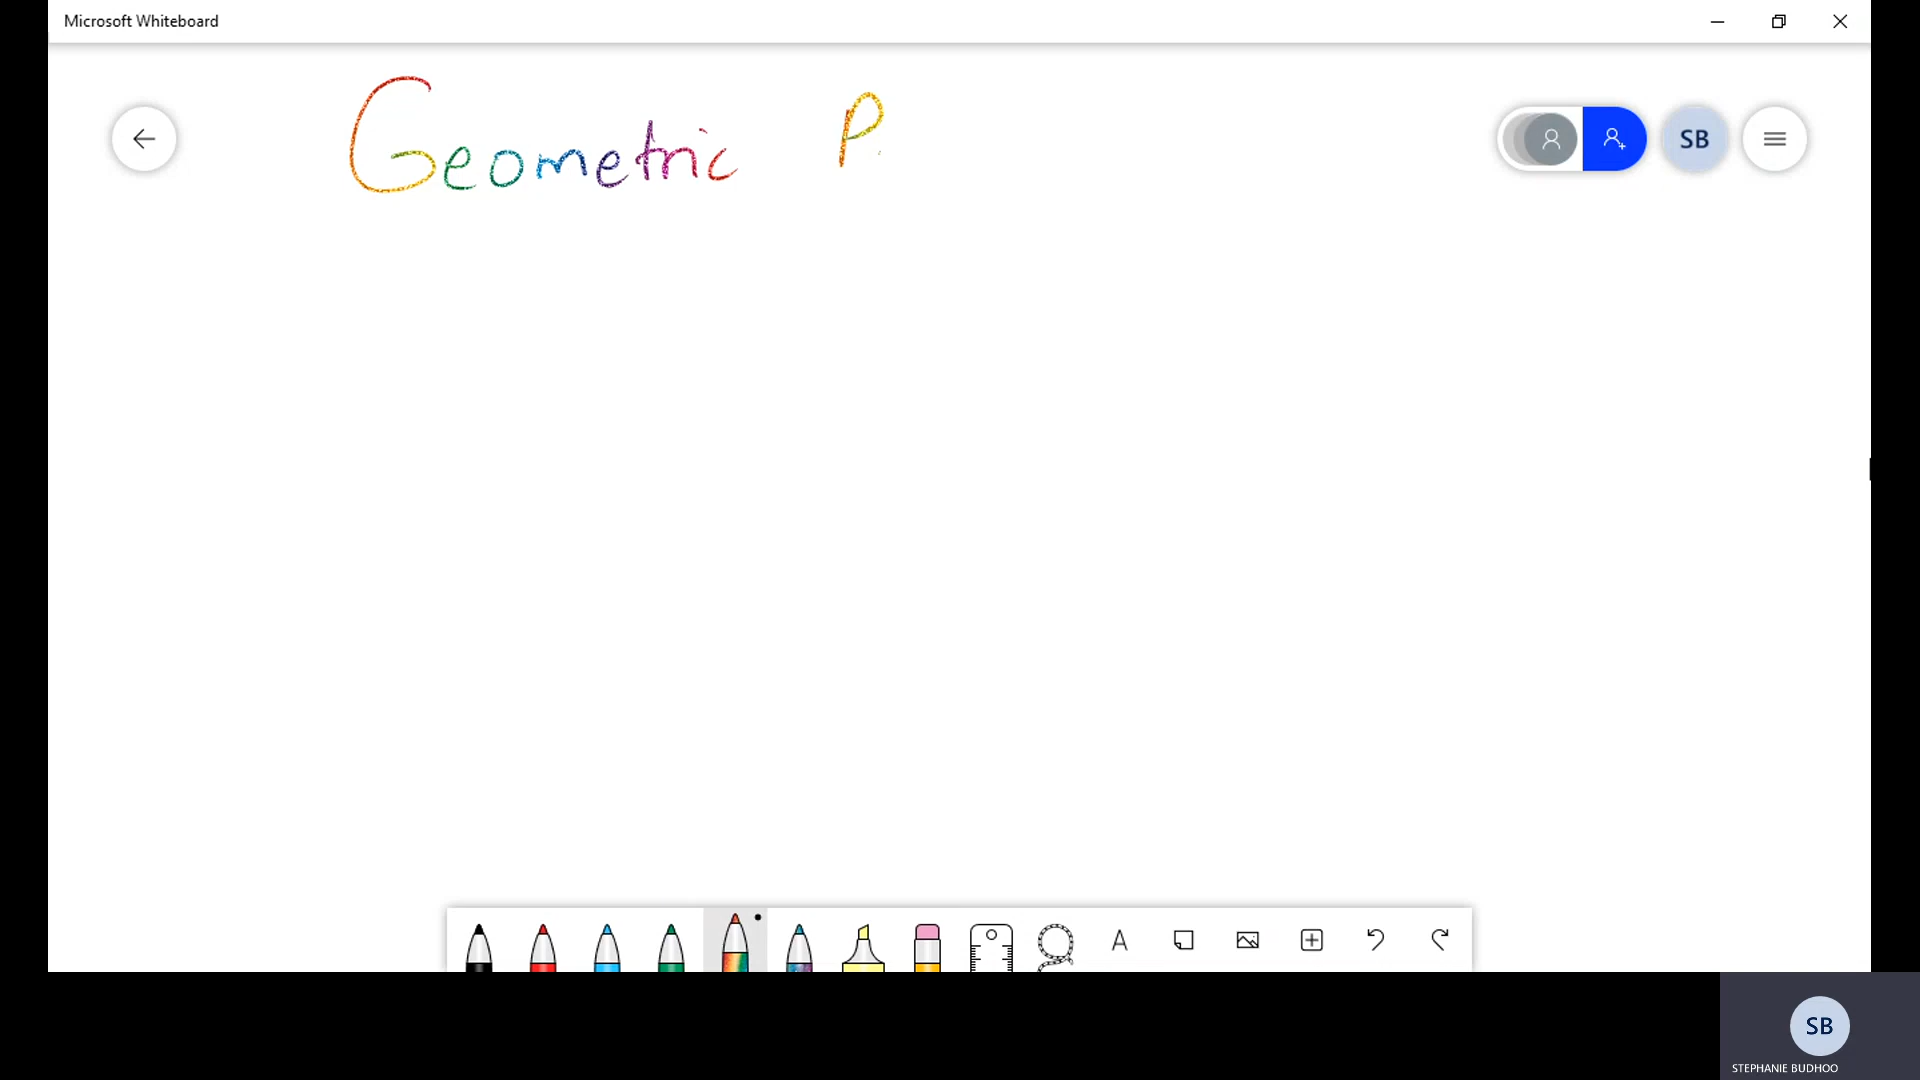 Microsoft Whiteboard
Geometric P
SB
A
SB
STEPHANIE BUDHOO